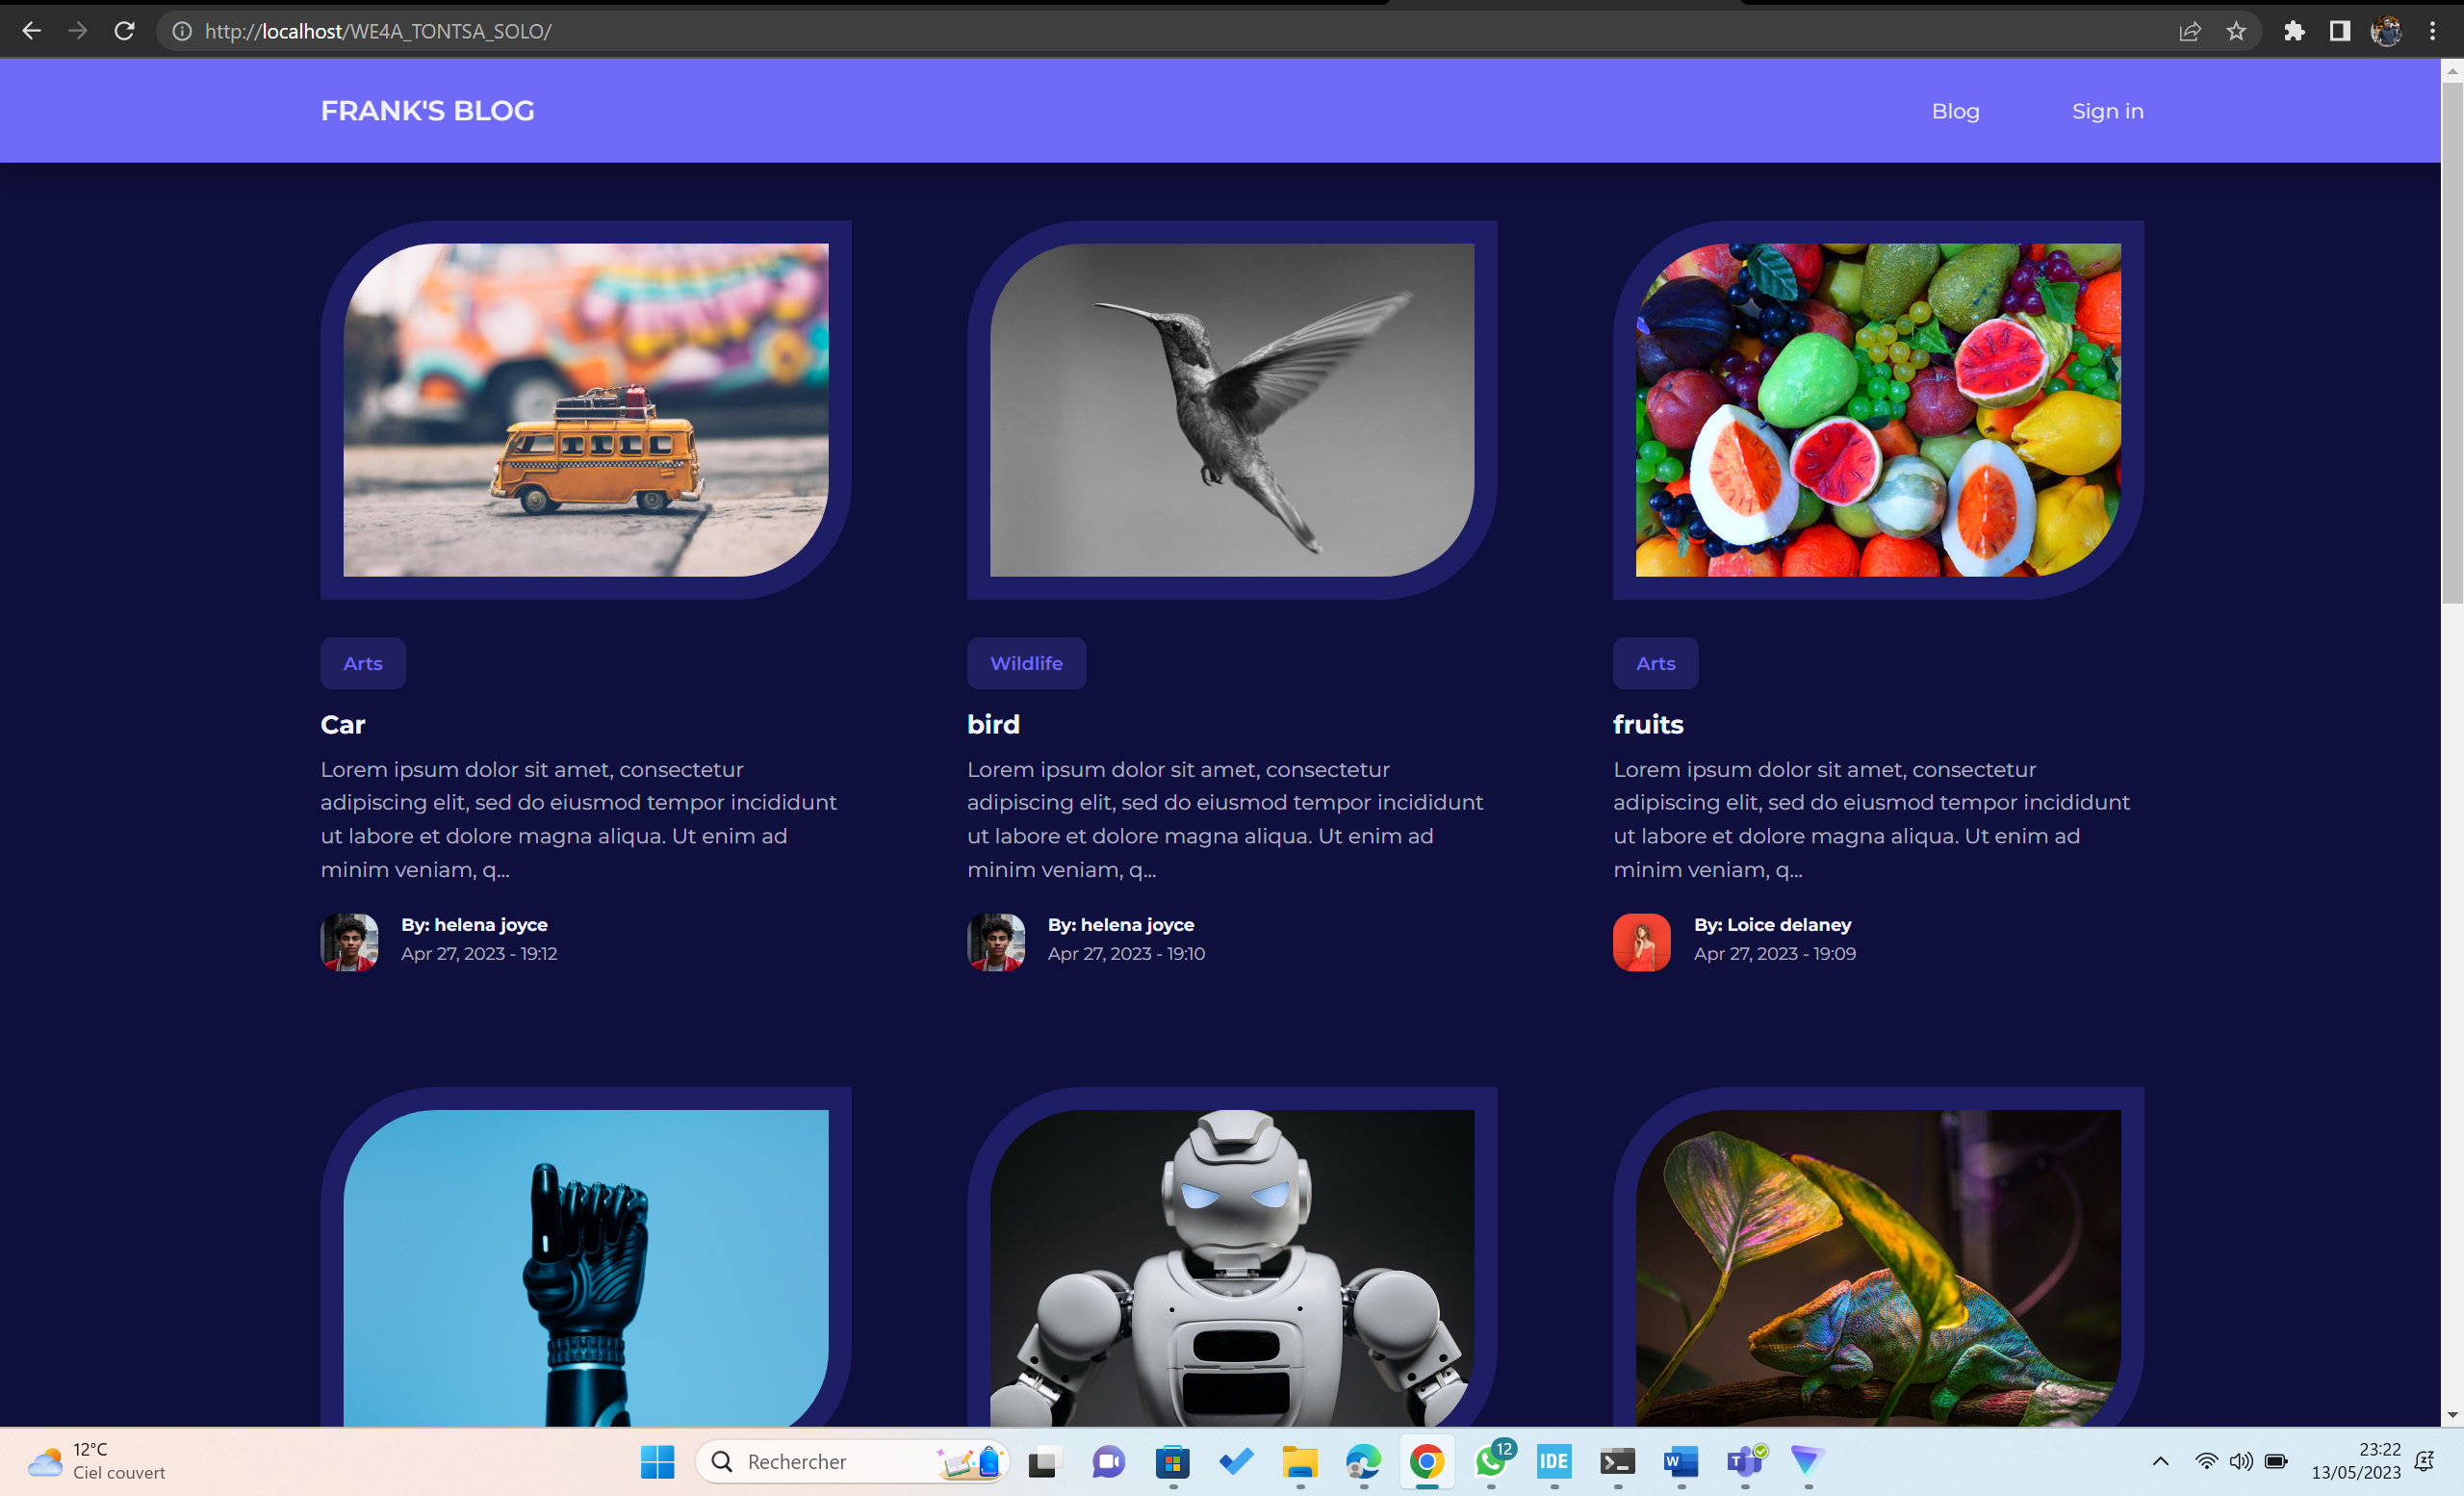 http://localhost/WE4A_TONTSA_SOLO/
FRANK'S BLOG
Blog
Sign in
Arts
Car
Lorem ipsum dolor sit amet, consectetur
adipiscing elit, sed do eiusmod tempor incididunt
ut labore et dolore magna aliqua. Ut enim ad
minim veniam, q...
By: helena joyce
Apr 27, 2023 - 19:12
Wildlife
bird
Lorem ipsum dolor sit amet, consectetur
adipiscing elit, sed do eiusmod tempor incididunt
ut labore et dolore magna aliqua. Ut enim ad
minim veniam, q...
By: helena joyce
Apr 27, 2023 - 19:10
Arts
fruits
Lorem ipsum dolor sit amet, consectetur
adipiscing elit, sed do eiusmod tempor incididunt
ut labore et dolore magna aliqua. Ut enim ad
minim veniam, q...
By: Loice delaney
Apr 27, 2023 - 19:09
12°C
Ciel couvert
Rechercher
12
IDE
W
T
23:22
13/05/2023